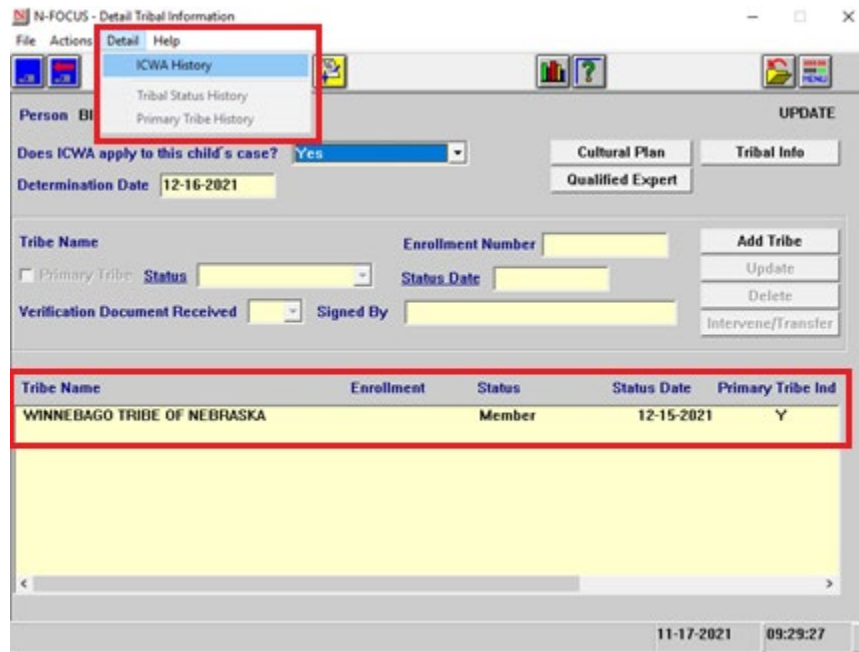 N-FOCUS - Detail Tribal Information
File Actions Detail Help
ICWA History
Tribal Status History
Primary Tribe History
MENU
Person BI
UPDATE
Does ICWA apply to this child's case? Yes
Cultural Plan
Tribal Info
Determination Date 12-16-2021
Qualified Expert
Tribe Name
Enrollment Number
Add Tribe
Primary Tribe Status
Status Date
Update
Delete
Verification Document Received
Signed By
Intervene/Transfer
Tribe Name Enrollment Status Status Date Primary Tribe Ind
WINNEBAGO TRIBE OF NEBRASKA Member 12-15-2021 Y
11-17-2021 09:29:27